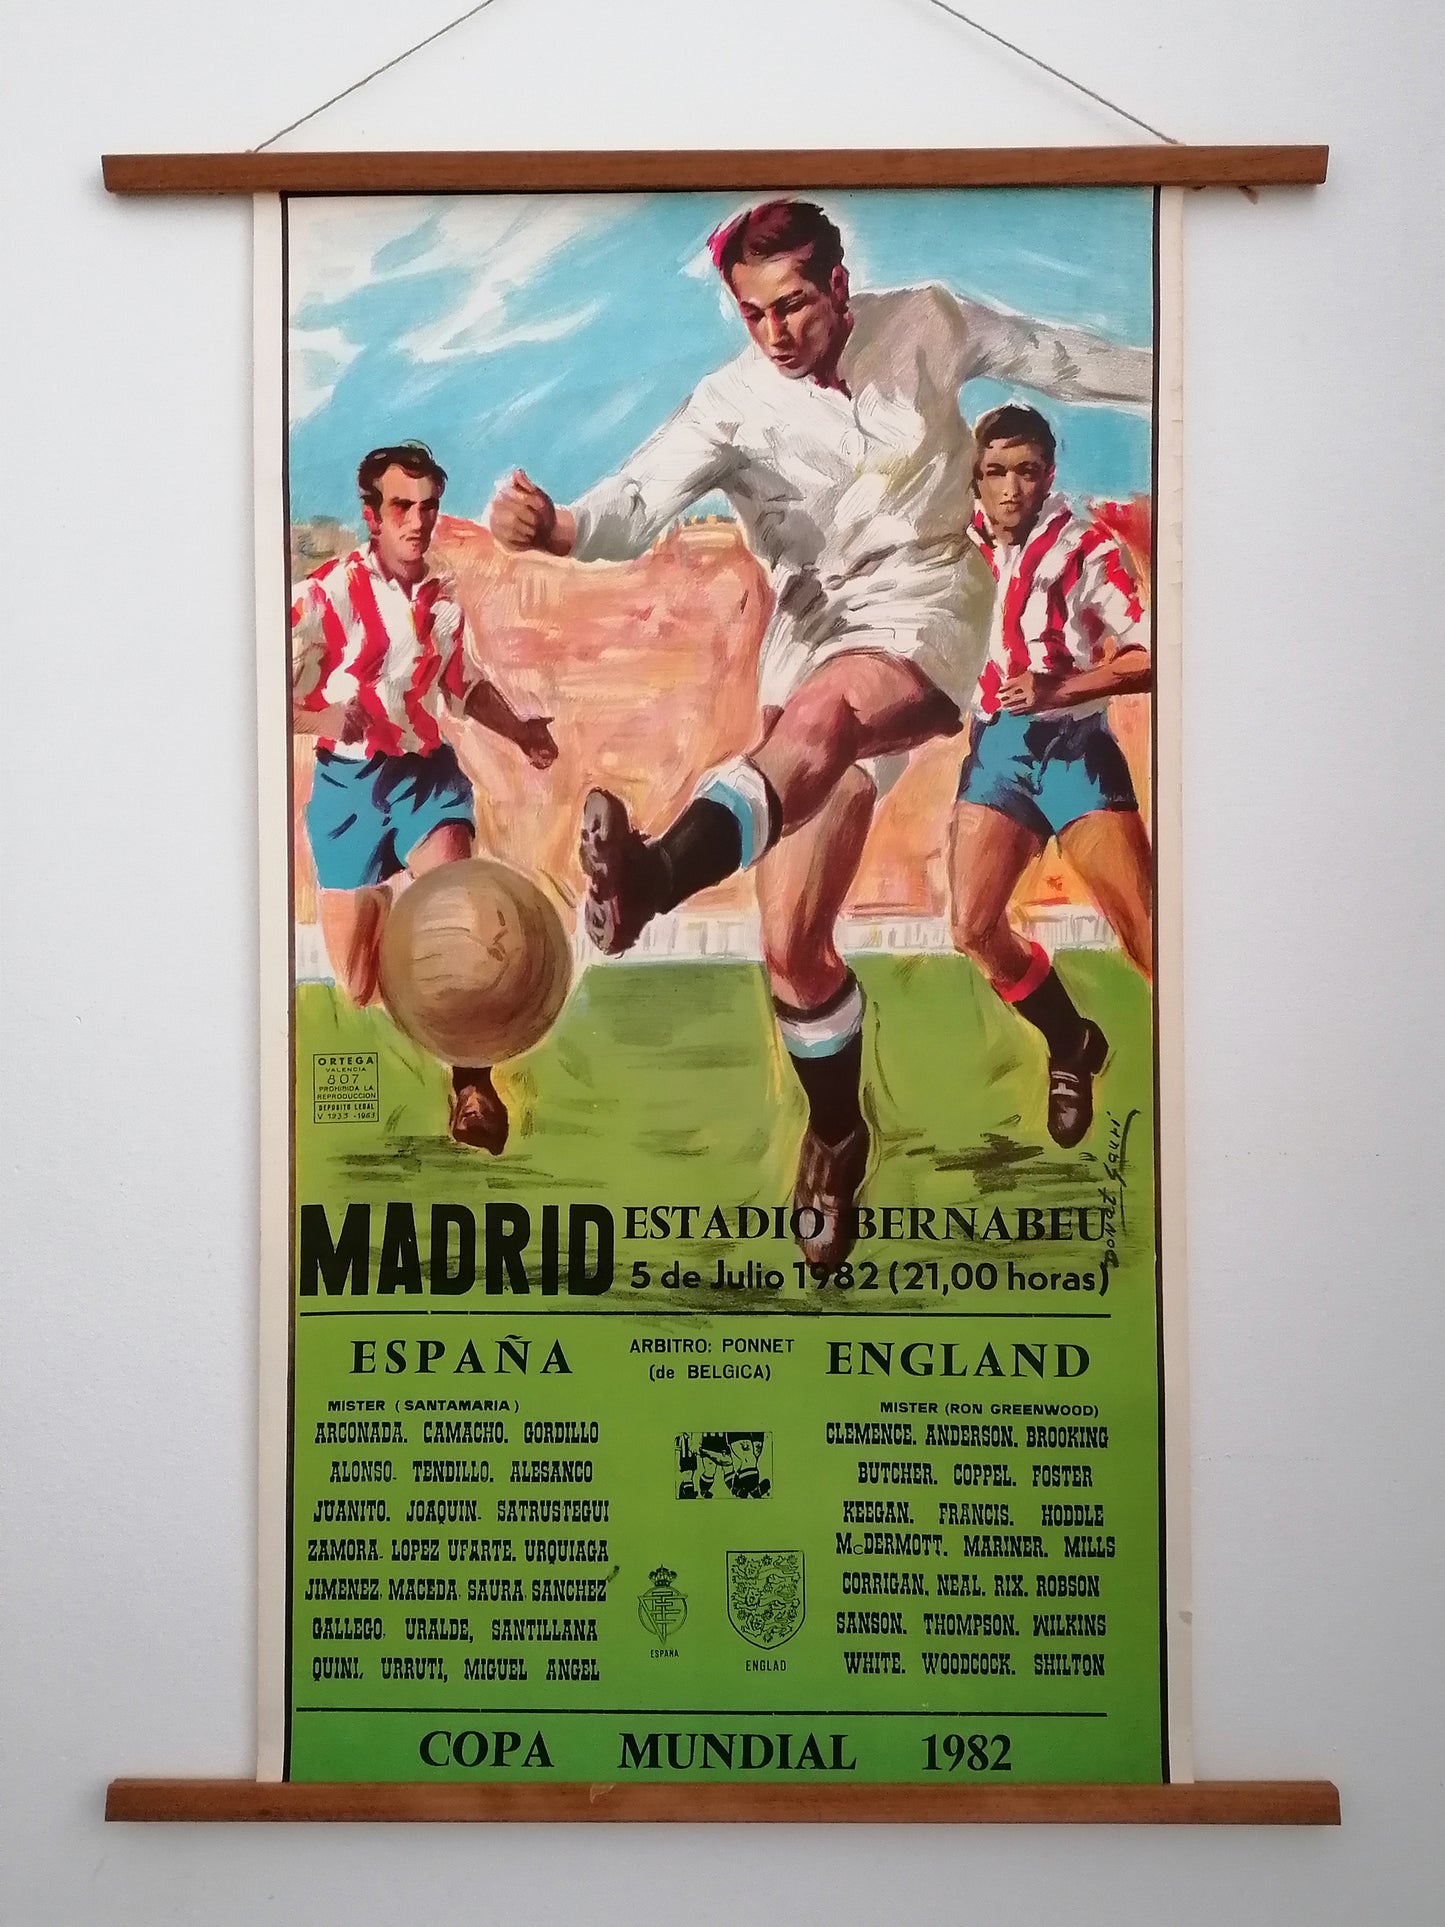 ORTEGA
VALENCIA
807
PROHIBIDA LA
REPRODUCCION
DEPOSITO LEGAL
V 1233 - 1963
Donat Saurí
MADRID
ESTADIO BERNABEU
5 de Julio 1982 (21,00 horas)
ESPAÑA
MISTER (SANTAMARIA)
ARCONADA. CAMACHO. GORDILLO
ALONSO. TENDILLO. ALESANCO
JUANITO. JOAQUIN. SATRUSTEGUI
ZAMORA. LOPEZ UFARTE. URQUIAGA
JIMENEZ. MACEDA. SAURA. SANCHEZ
GALLEGO. URALDE, SANTILLANA
QUINI, URRUTI, MIGUEL ANGEL
ARBITRO: PONNET
(de BELGICA)
ESPAÑA
ENGLAD
ENGLAND
MISTER (RON GREENWOOD)
CLEMENCE. ANDERSON. BROOKING
BUTCHER. COPPEL. FOSTER
KEEGAN. FRANCIS. HODDLE
McDERMOTT. MARINER. MILLS
CORRIGAN. NEAL. RIX. ROBSON
SANSON. THOMPSON. WILKINS
WHITE. WOODCOCK. SHILTON
COPA MUNDIAL 1982